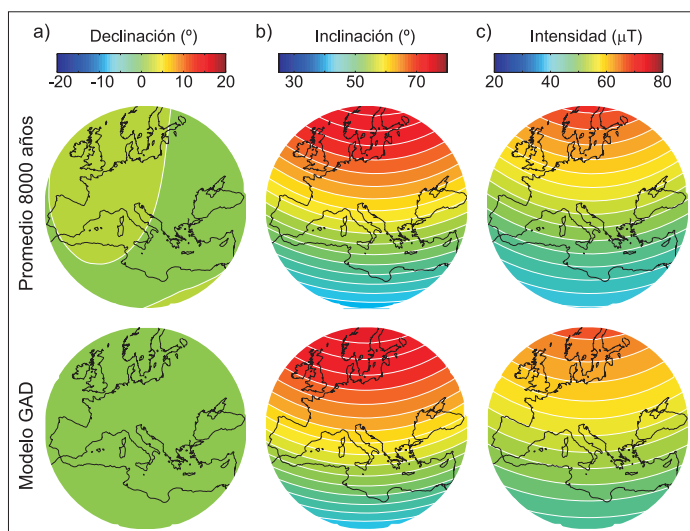 a) Declinación (º) b) Inclinación (º) c) Intensidad (µT)
-20 -10 0 10 20 30 50 70 20 40 60 80
Promedio 8000 años
Modelo GAD